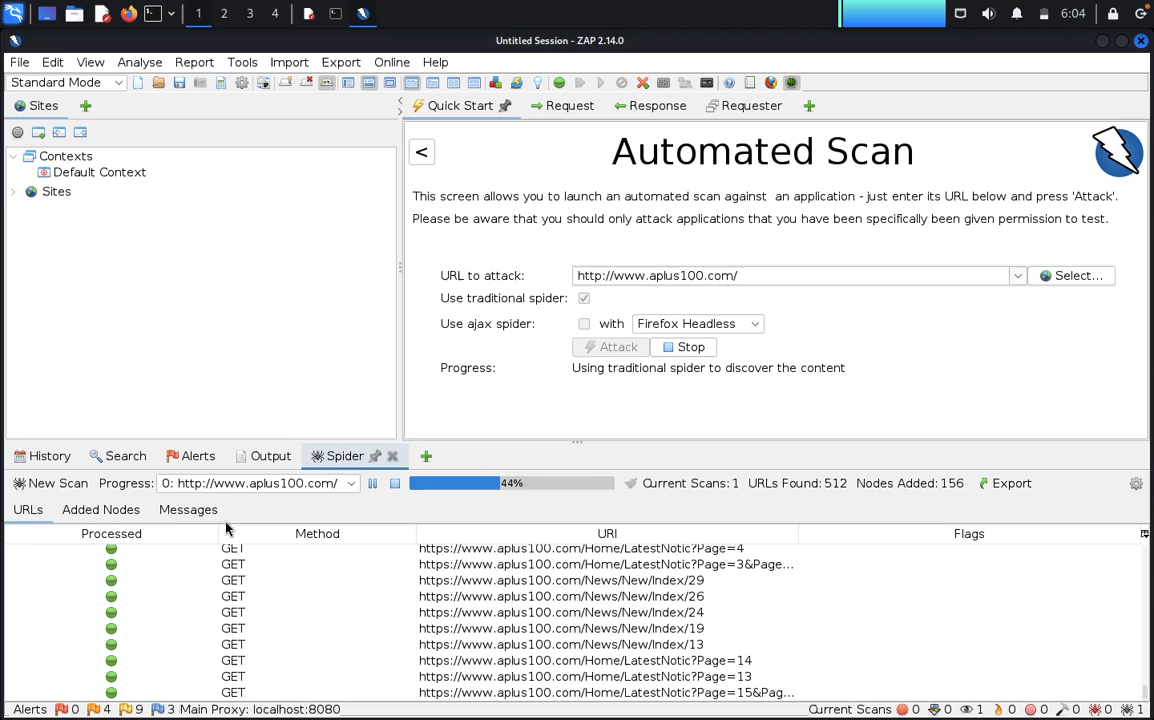 1 2 3 4 6:04
Untitled Session - ZAP 2.14.0
File Edit View Analyse Report Tools Import Export Online Help
Standard Mode
Sites Quick Start Request Response Requester
< Automated Scan
Contexts
Default Context
Sites
This screen allows you to launch an automated scan against an application - just enter its URL below and press 'Attack'.
Please be aware that you should only attack applications that you have been specifically been given permission to test.
URL to attack: http://www.aplus100.com/ Select...
Use traditional spider:
Use ajax spider: with Firefox Headless
Attack Stop
Progress: Using traditional spider to discover the content
History Search Alerts Output Spider
New Scan Progress: 0: http://www.aplus100.com/ 44% Current Scans: 1 URLs Found: 512 Nodes Added: 156 Export
URLs Added Nodes Messages
Processed Method URI Flags
GET https://www.aplus100.com/Home/LatestNotic?Page=4
GET https://www.aplus100.com/Home/LatestNotic?Page=3&Page...
GET https://www.aplus100.com/News/New/Index/29
GET https://www.aplus100.com/News/New/Index/26
GET https://www.aplus100.com/News/New/Index/24
GET https://www.aplus100.com/News/New/Index/19
GET https://www.aplus100.com/News/New/Index/13
GET https://www.aplus100.com/Home/LatestNotic?Page=14
GET https://www.aplus100.com/Home/LatestNotic?Page=13
GET https://www.aplus100.com/Home/LatestNotic?Page=15&Pag...
Alerts 0 4 9 3 Main Proxy: localhost:8080 Current Scans 0 0 1 0 0 0 0 1